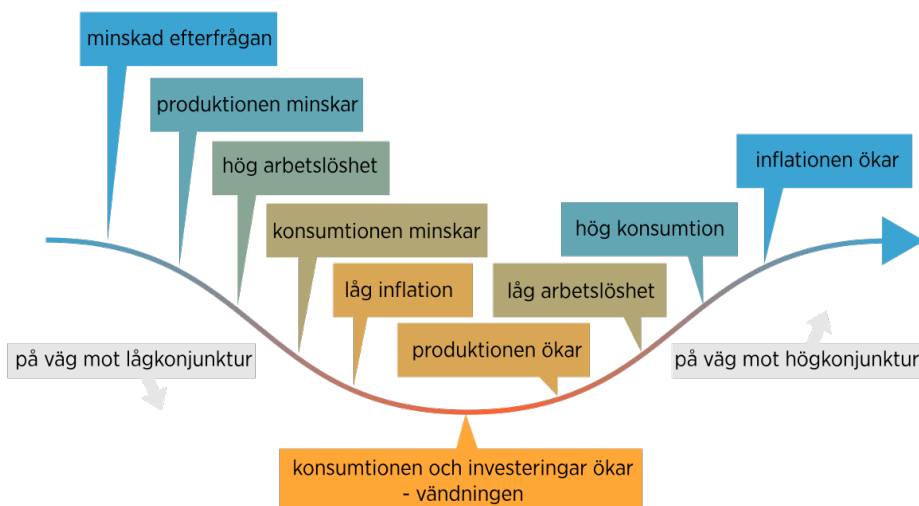 minskad efterfrågan
produktionen minskar
hög arbetslöshet
konsumtionen minskar
låg inflation
på väg mot lågkonjunktur
konsumtionen och investeringar ökar
- vändningen
produktionen ökar
låg arbetslöshet
hög konsumtion
inflationen ökar
på väg mot högkonjunktur